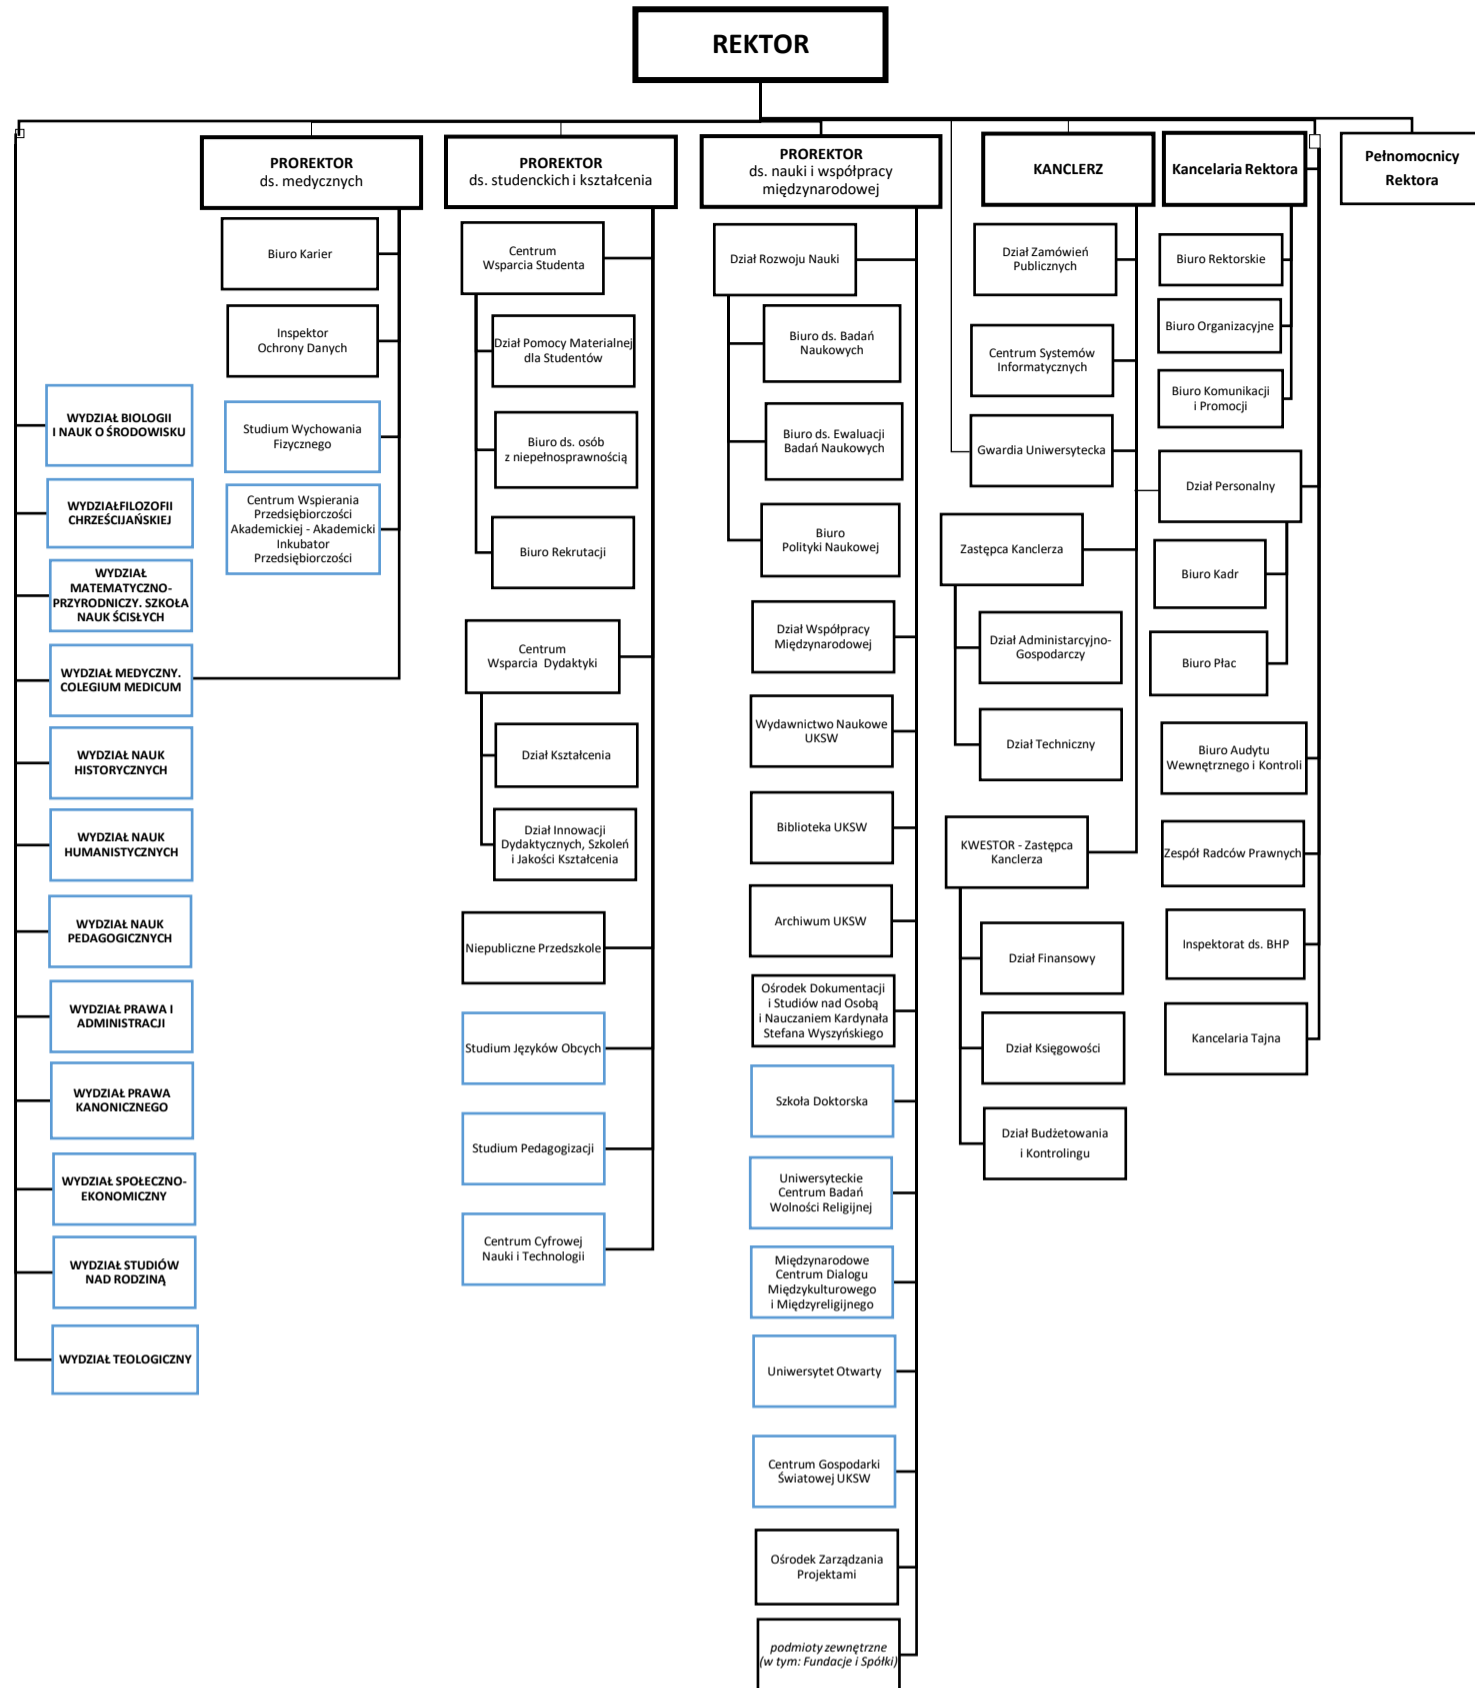 REKTOR
PROREKTOR
ds. medycznych
PROREKTOR
ds. studenckich i kształcenia
PROREKTOR
ds. nauki i współpracy
międzynarodowej
KANCLERZ
Kancelaria Rektora
Pełnomocnicy
Rektora
WYDZIAŁ BIOLOGII
I NAUK O ŚRODOWISKU
WYDZIAŁFILOZOFII
CHRZEŚCIJAŃSKIEJ
WYDZIAŁ
MATEMATYCZNO-
PRZYRODNICZY. SZKOŁA
NAUK ŚCISŁYCH
WYDZIAŁ MEDYCZNY.
COLEGIUM MEDICUM
WYDZIAŁ NAUK
HISTORYCZNYCH
WYDZIAŁ NAUK
HUMANISTYCZNYCH
WYDZIAŁ NAUK
PEDAGOGICZNYCH
WYDZIAŁ PRAWA I
ADMINISTRACJI
WYDZIAŁ PRAWA
KANONICZNEGO
WYDZIAŁ SPOŁECZNO-
EKONOMICZNY
WYDZIAŁ STUDIÓW
NAD RODZINĄ
WYDZIAŁ TEOLOGICZNY
Biuro Karier
Inspektor
Ochrony Danych
Studium Wychowania
Fizycznego
Centrum Wspierania
Przedsiębiorczości
Akademickiej - Akademicki
Inkubator
Przedsiębiorczości
Centrum
Wsparcia Studenta
Dział Pomocy Materialnej
dla Studentów
Biuro ds. osób
z niepełnosprawnością
Biuro Rekrutacji
Centrum
Wsparcia Dydaktyki
Dział Kształcenia
Dział Innowacji
Dydaktycznych, Szkoleń
i Jakości Kształcenia
Niepubliczne Przedszkole
Studium Języków Obcych
Studium Pedagogizacji
Centrum Cyfrowej
Nauki i Technologii
Dział Rozwoju Nauki
Biuro ds. Badań
Naukowych
Biuro ds. Ewaluacji
Badań Naukowych
Biuro
Polityki Naukowej
Dział Współpracy
Międzynarodowej
Wydawnictwo Naukowe
UKSW
Biblioteka UKSW
Archiwum UKSW
Ośrodek Dokumentacji
i Studiów nad Osobą
i Nauczaniem Kardynała
Stefana Wyszyńskiego
Szkoła Doktorska
Uniwersyteckie
Centrum Badań
Wolności Religijnej
Międzynarodowe
Centrum Dialogu
Międzykulturowego
i Międzyreligijnego
Uniwersytet Otwarty
Centrum Gospodarki
Światowej UKSW
Ośrodek Zarządzania
Projektami
podmioty zewnętrzne
(w tym: Fundacje i Spółki)
Dział Zamówień
Publicznych
Centrum Systemów
Informatycznych
Gwardia Uniwersytecka
Zastępca Kanclerza
Dział Administarcyjno-
Gospodarczy
Dział Techniczny
KWESTOR - Zastępca
Kanclerza
Dział Finansowy
Dział Księgowości
Dział Budżetowania
i Kontrolingu
Biuro Rektorskie
Biuro Organizacyjne
Biuro Komunikacji
i Promocji
Dział Personalny
Biuro Kadr
Biuro Płac
Biuro Audytu
Wewnętrznego i Kontroli
Zespół Radców Prawnych
Inspektorat ds. BHP
Kancelaria Tajna